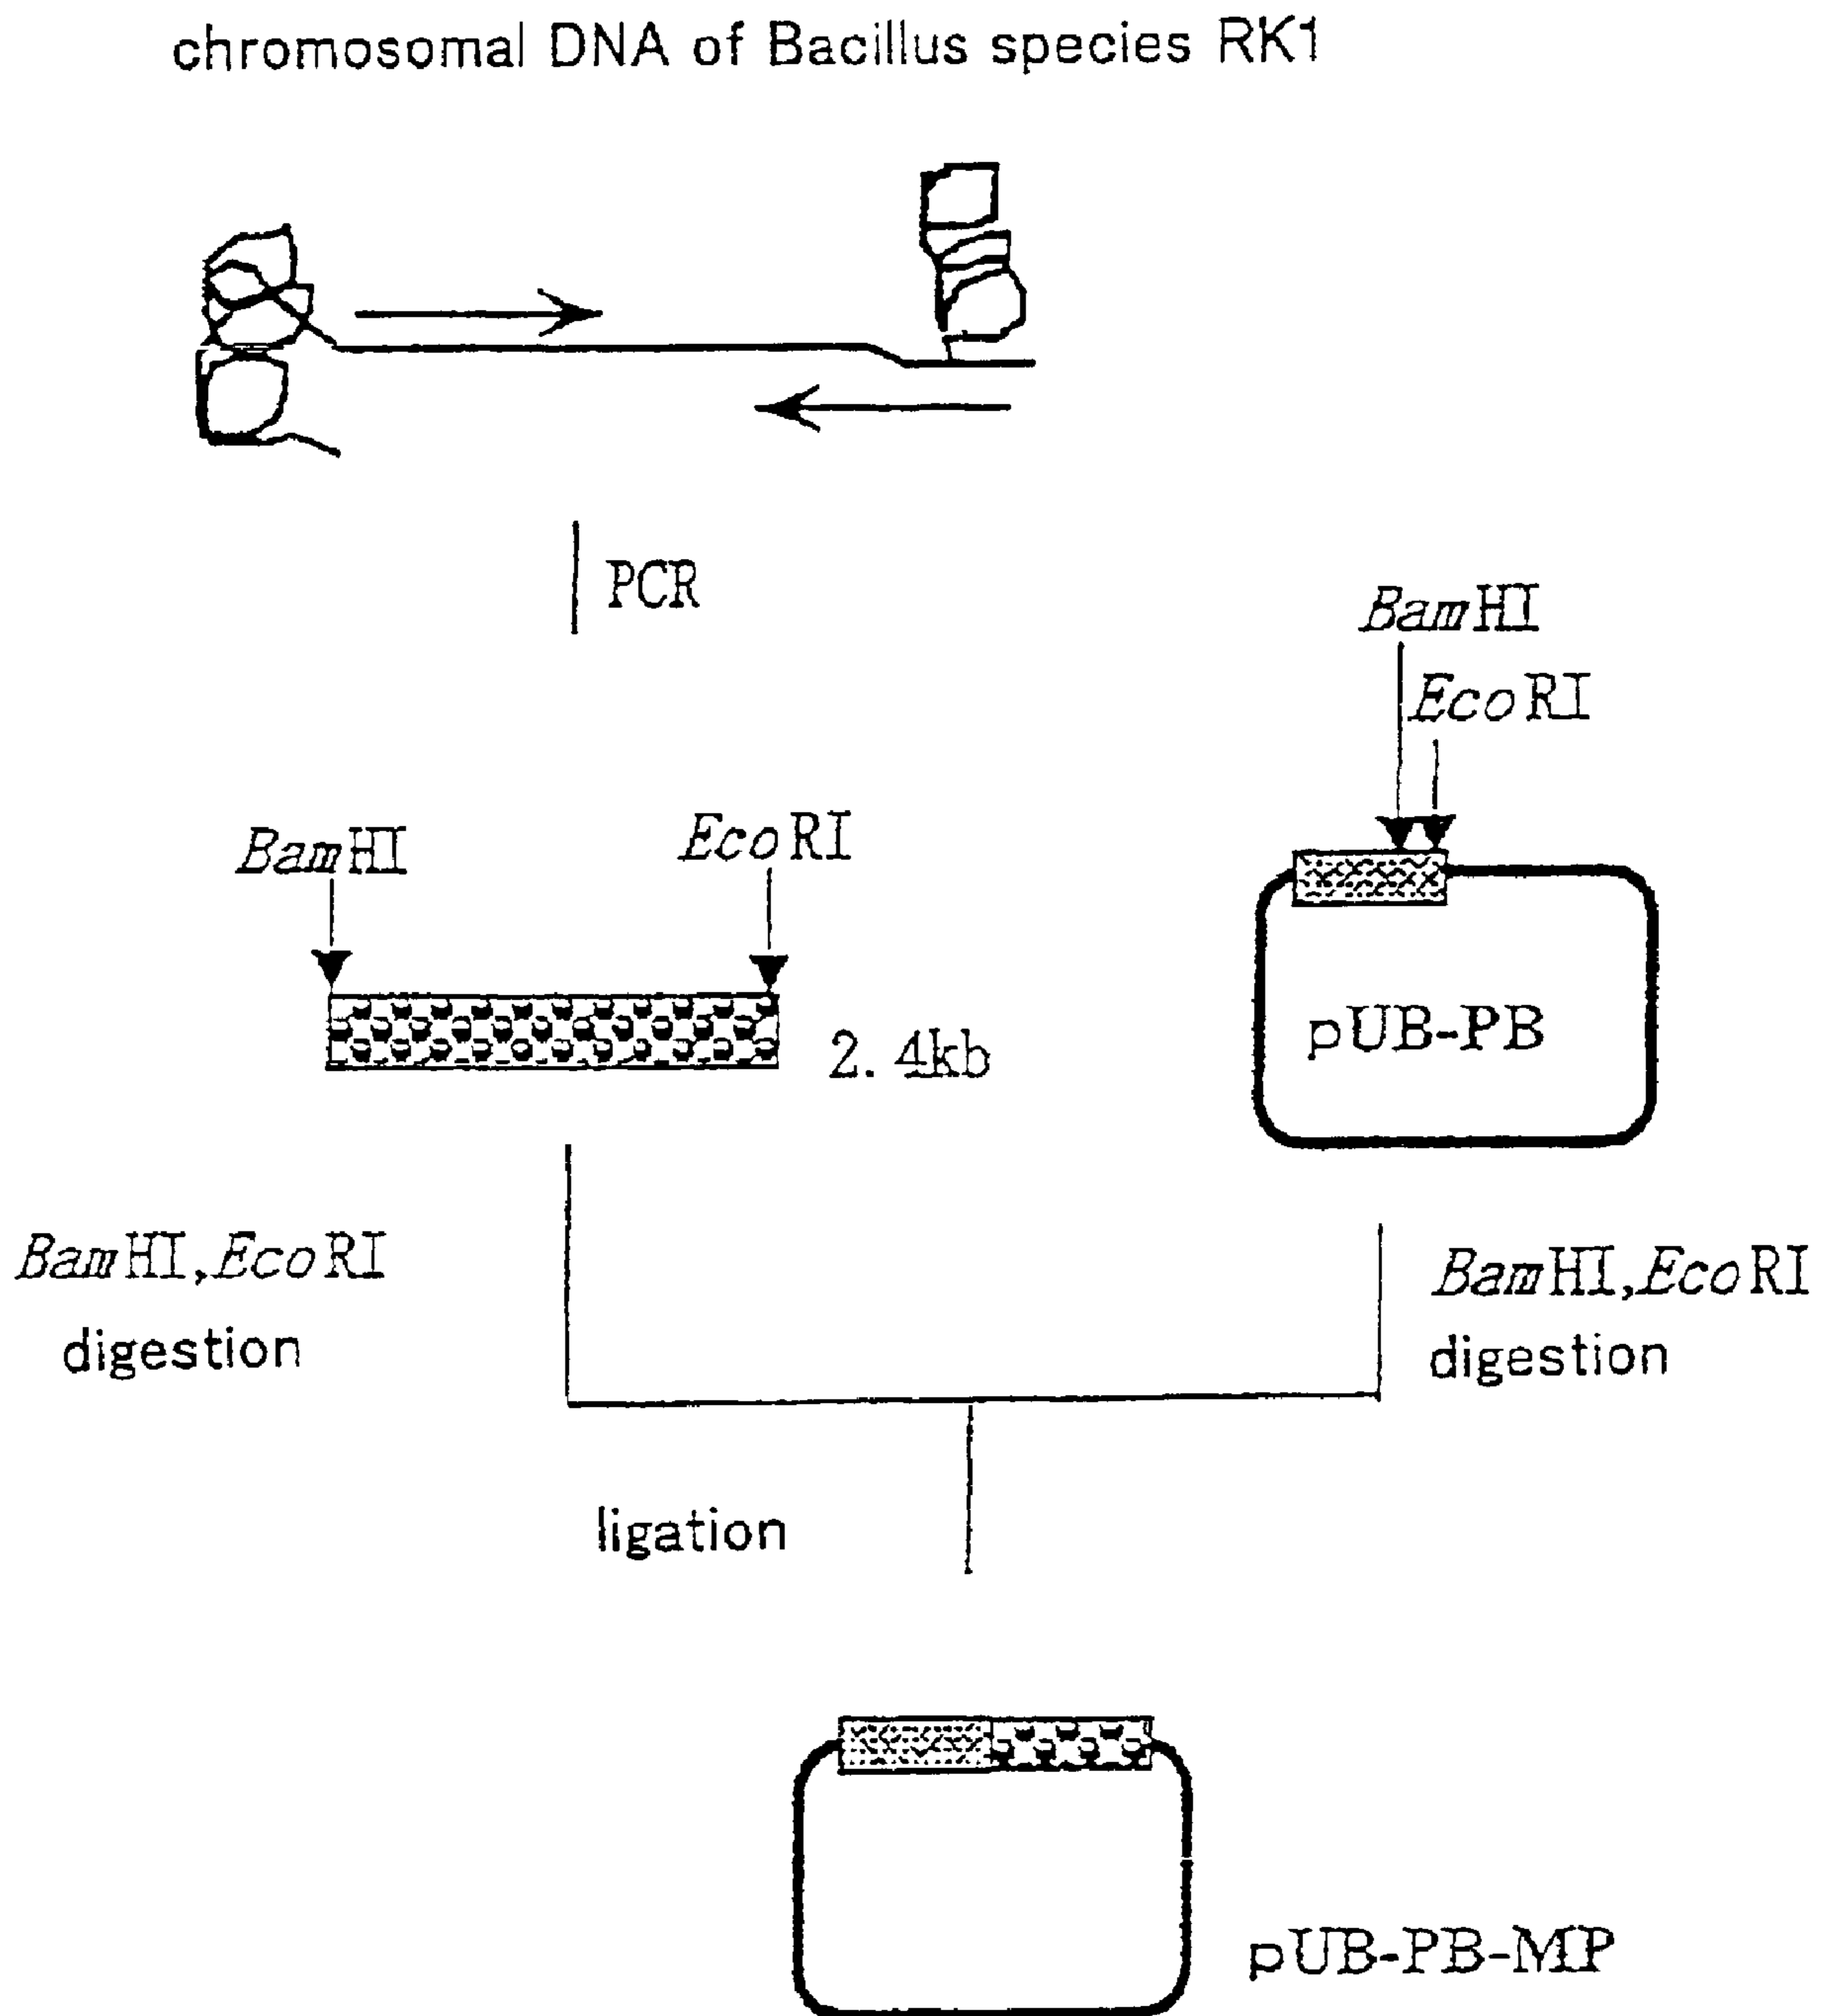 chromosomal DNA of Bacillus species RK1
PCR
BamHI
EcoRI
BamHI
EcoRI
2.4kb
pUB-PB
BamHI,EcoRI
digestion
BamHI,EcoRI
digestion
ligation
pUB-PB-MP